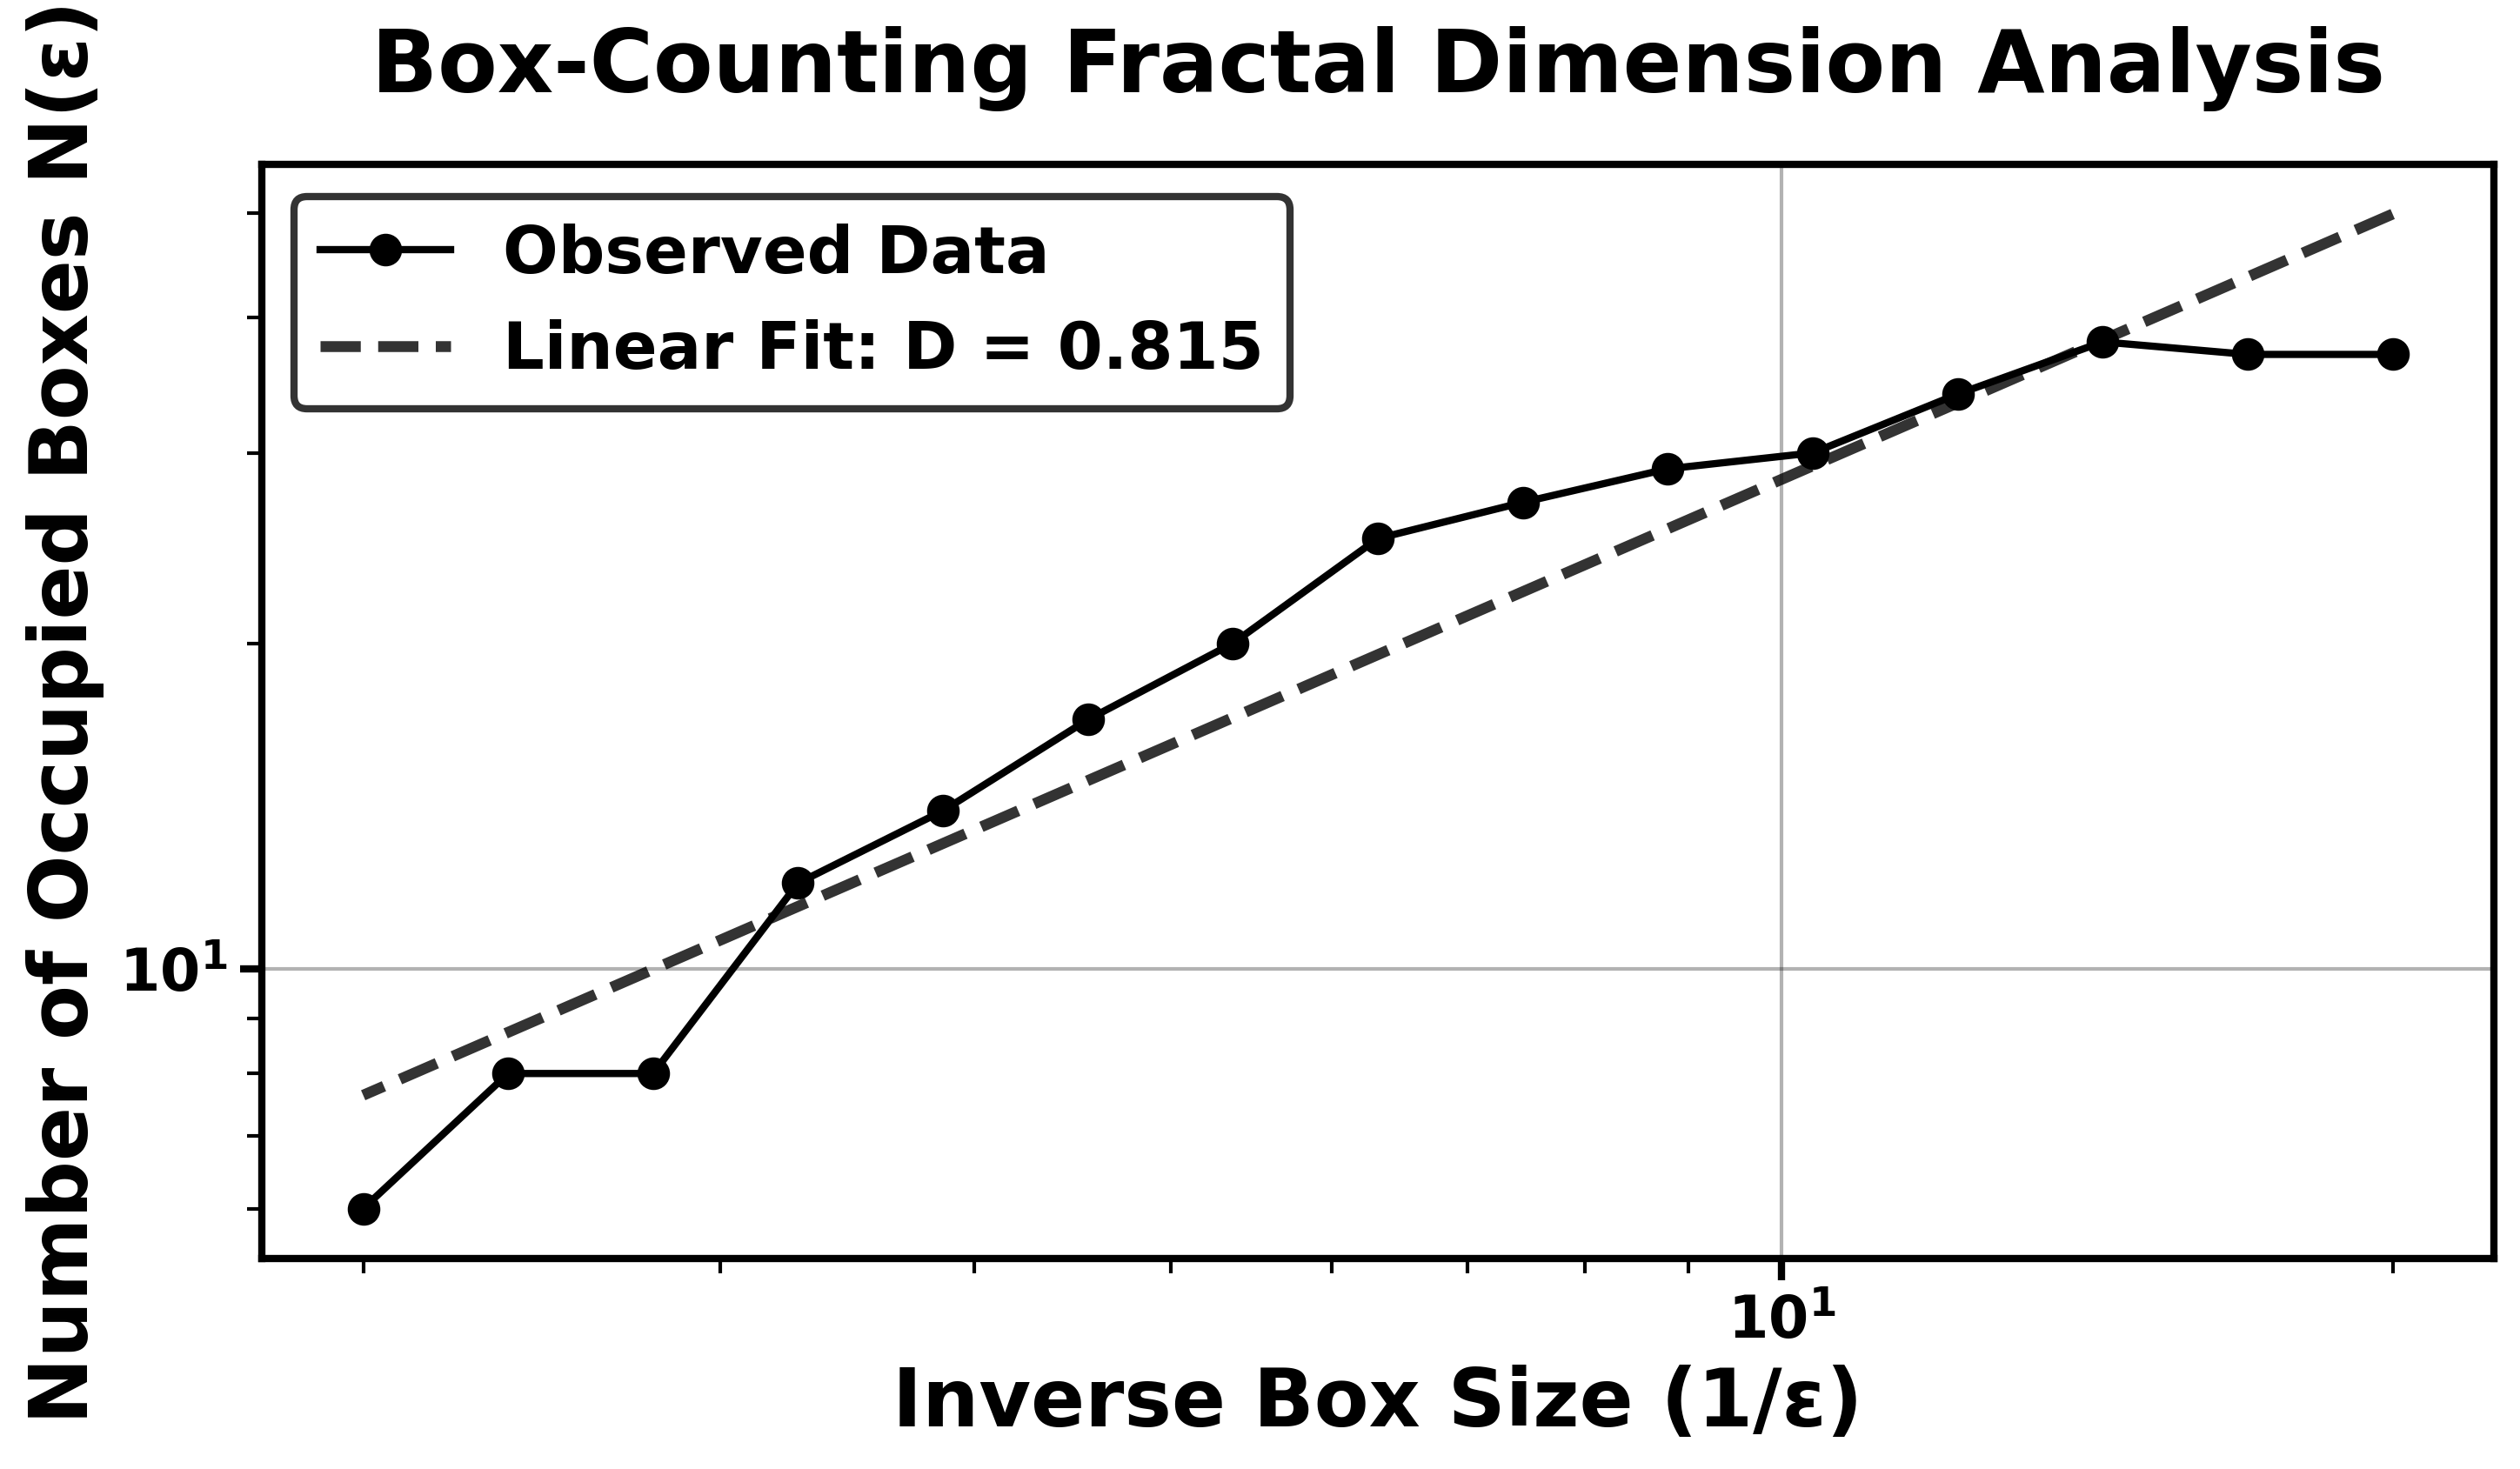 Box-Counting Fractal Dimension Analysis
Number of Occupied Boxes N(ε)
Observed Data
Linear Fit: D = 0.815
10¹
10¹
Inverse Box Size (1/ε)